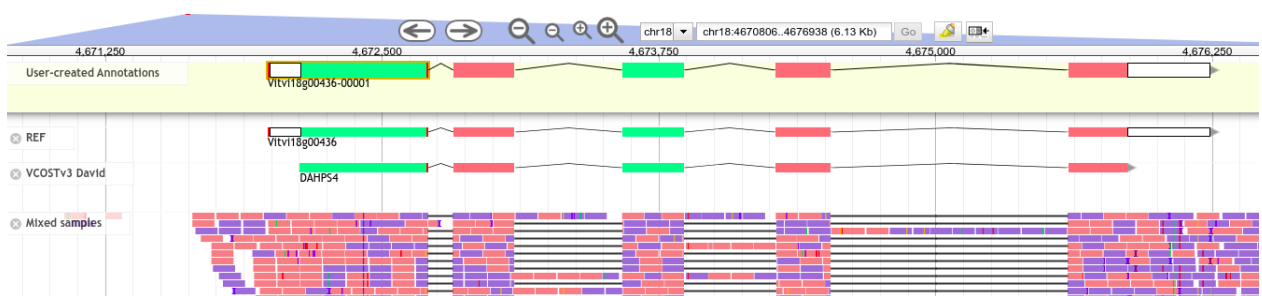 chr18 chr18:4670806..4676938 (6.13 Kb) Go
4,671,250 4,672,500 4,673,750 4,675,000 4,676,250
User-created Annotations
Vitvi18g00436-00001
REF
Vitvi18g00436
VCOSTv3 David
DAHPS4
Mixed samples